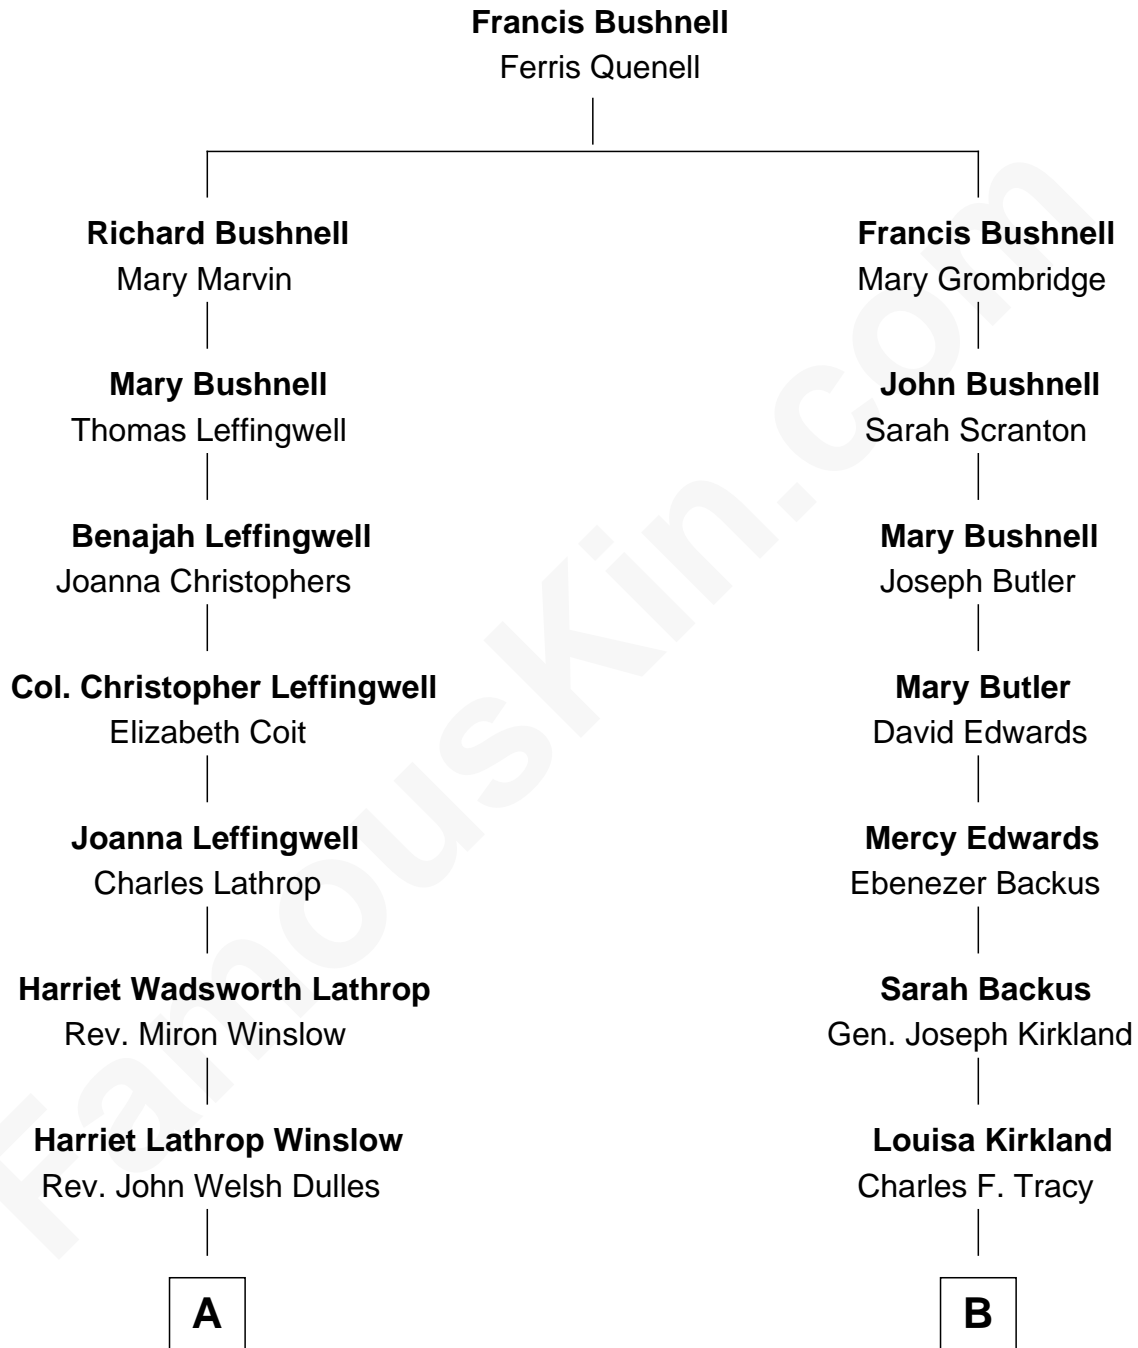 Francis Bushnell
Ferris Quenell
Richard Bushnell
Mary Marvin
Mary Bushnell
Thomas Leffingwell
Benajah Leffingwell
Joanna Christophers
Col. Christopher Leffingwell
Elizabeth Coit
Joanna Leffingwell
Charles Lathrop
Harriet Wadsworth Lathrop
Rev. Miron Winslow
Harriet Lathrop Winslow
Rev. John Welsh Dulles
A
Francis Bushnell
Mary Grombridge
John Bushnell
Sarah Scranton
Mary Bushnell
Joseph Butler
Mary Butler
David Edwards
Mercy Edwards
Ebenezer Backus
Sarah Backus
Gen. Joseph Kirkland
Louisa Kirkland
Charles F. Tracy
B
FamousKin.com